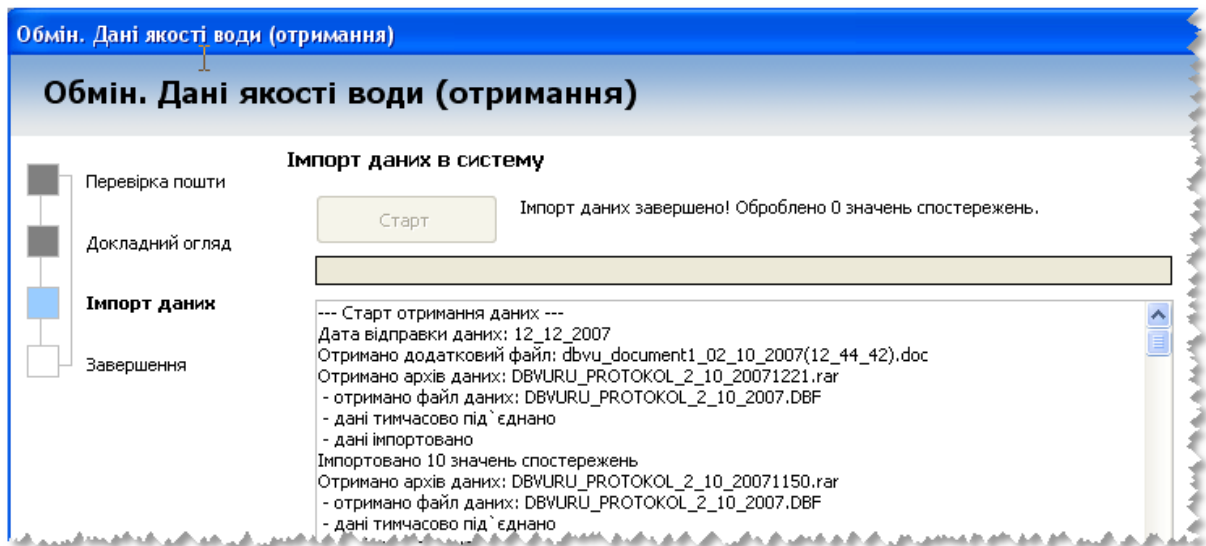 Обмін. Дані якості води (отримання)
Обмін. Дані якості води (отримання)
Перевірка пошти
Докладний огляд
Імпорт даних
Завершення
Імпорт даних в систему
Старт
Імпорт даних завершено! Оброблено 0 значень спостережень.
--- Старт отримання даних ---
Дата відправки даних: 12_12_2007
Отримано додатковий файл: dbvu_document1_02_10_2007(12_44_42).doc
Отримано архів даних: DBVURU_PROTOKOL_2_10_20071221.rar
- отримано файл даних: DBVURU_PROTOKOL_2_10_2007.DBF
- дані тимчасово під`єднано
- дані імпортовано
Імпортовано 10 значень спостережень
Отримано архів даних: DBVURU_PROTOKOL_2_10_20071150.rar
- отримано файл даних: DBVURU_PROTOKOL_2_10_2007.DBF
- дані тимчасово під`єднано